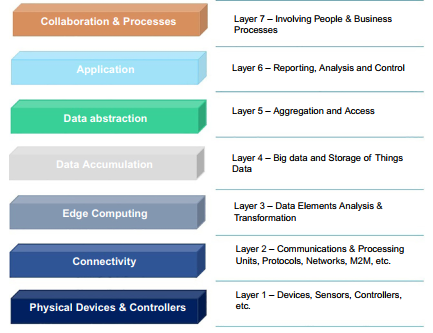 Collaboration & Processes
Layer 7 – Involving People & Business
Processes
Application
Layer 6 – Reporting, Analysis and Control
Data abstraction
Layer 5 – Aggregation and Access
Data Accumulation
Layer 4 – Big data and Storage of Things
Data
Edge Computing
Layer 3 – Data Elements Analysis &
Transformation
Connectivity
Layer 2 – Communications & Processing
Units, Protocols, Networks, M2M, etc.
Physical Devices & Controllers
Layer 1 – Devices, Sensors, Controllers,
etc.